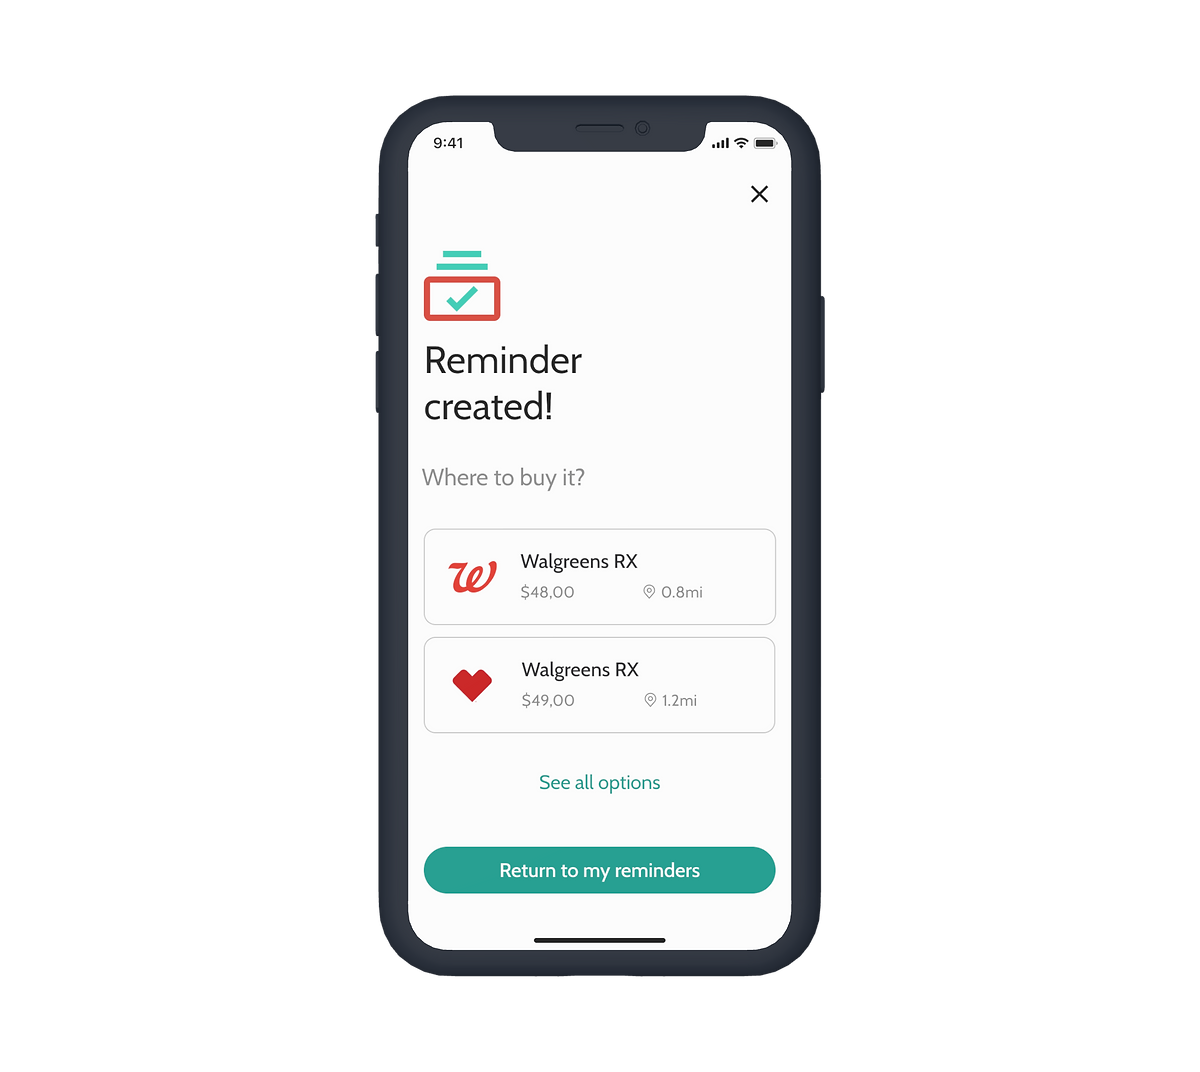 9:41
Reminder
created!
Where to buy it?
Walgreens RX
$48,00 0.8mi
Walgreens RX
$49,00 1.2mi
See all options
Return to my reminders